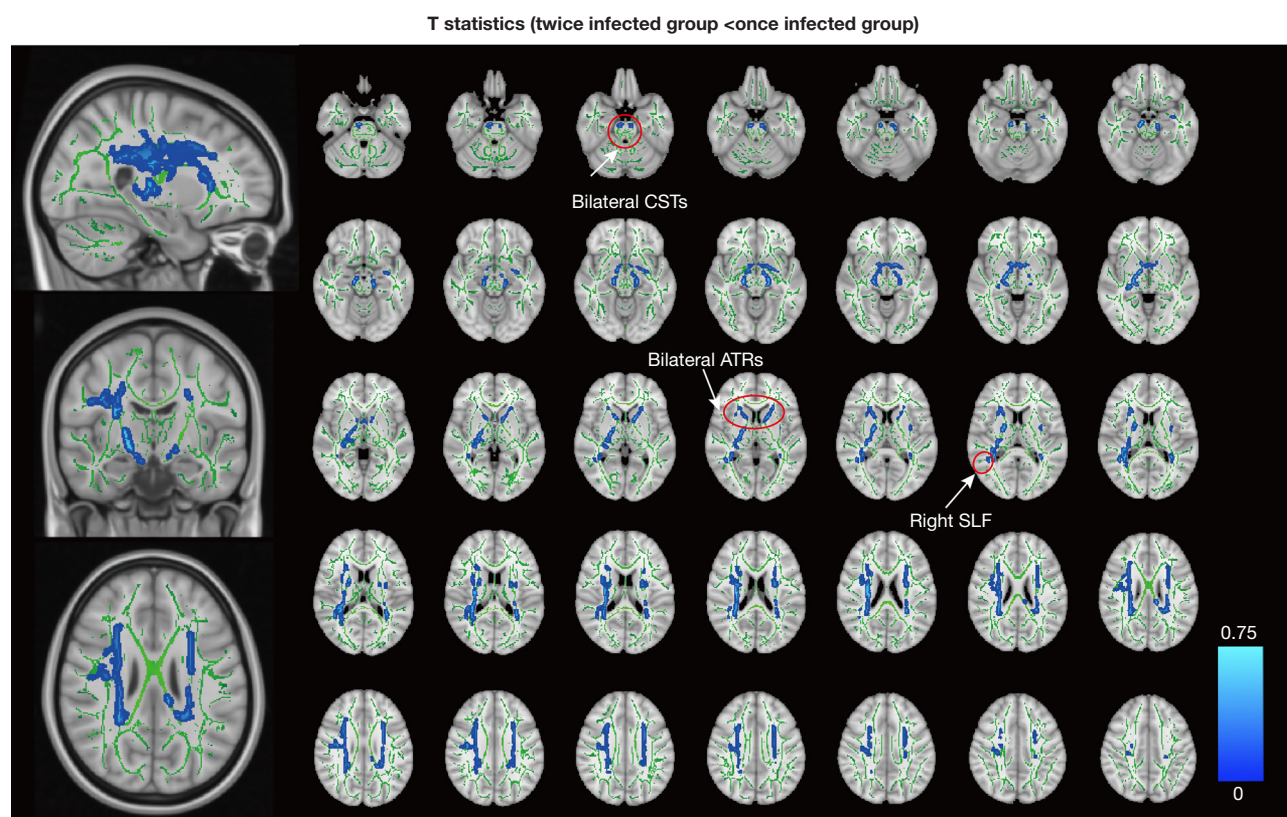 T statistics (twice infected group <once infected group)
Bilateral CSTs
Bilateral ATRs
Right SLF
0.75
0